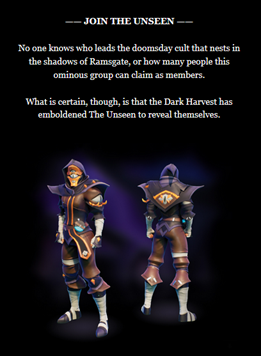 —— JOIN THE UNSEEN ——
No one knows who leads the doomsday cult that nests in
the shadows of Ramsgate, or how many people this
ominous group can claim as members.
What is certain, though, is that the Dark Harvest has
emboldened The Unseen to reveal themselves.